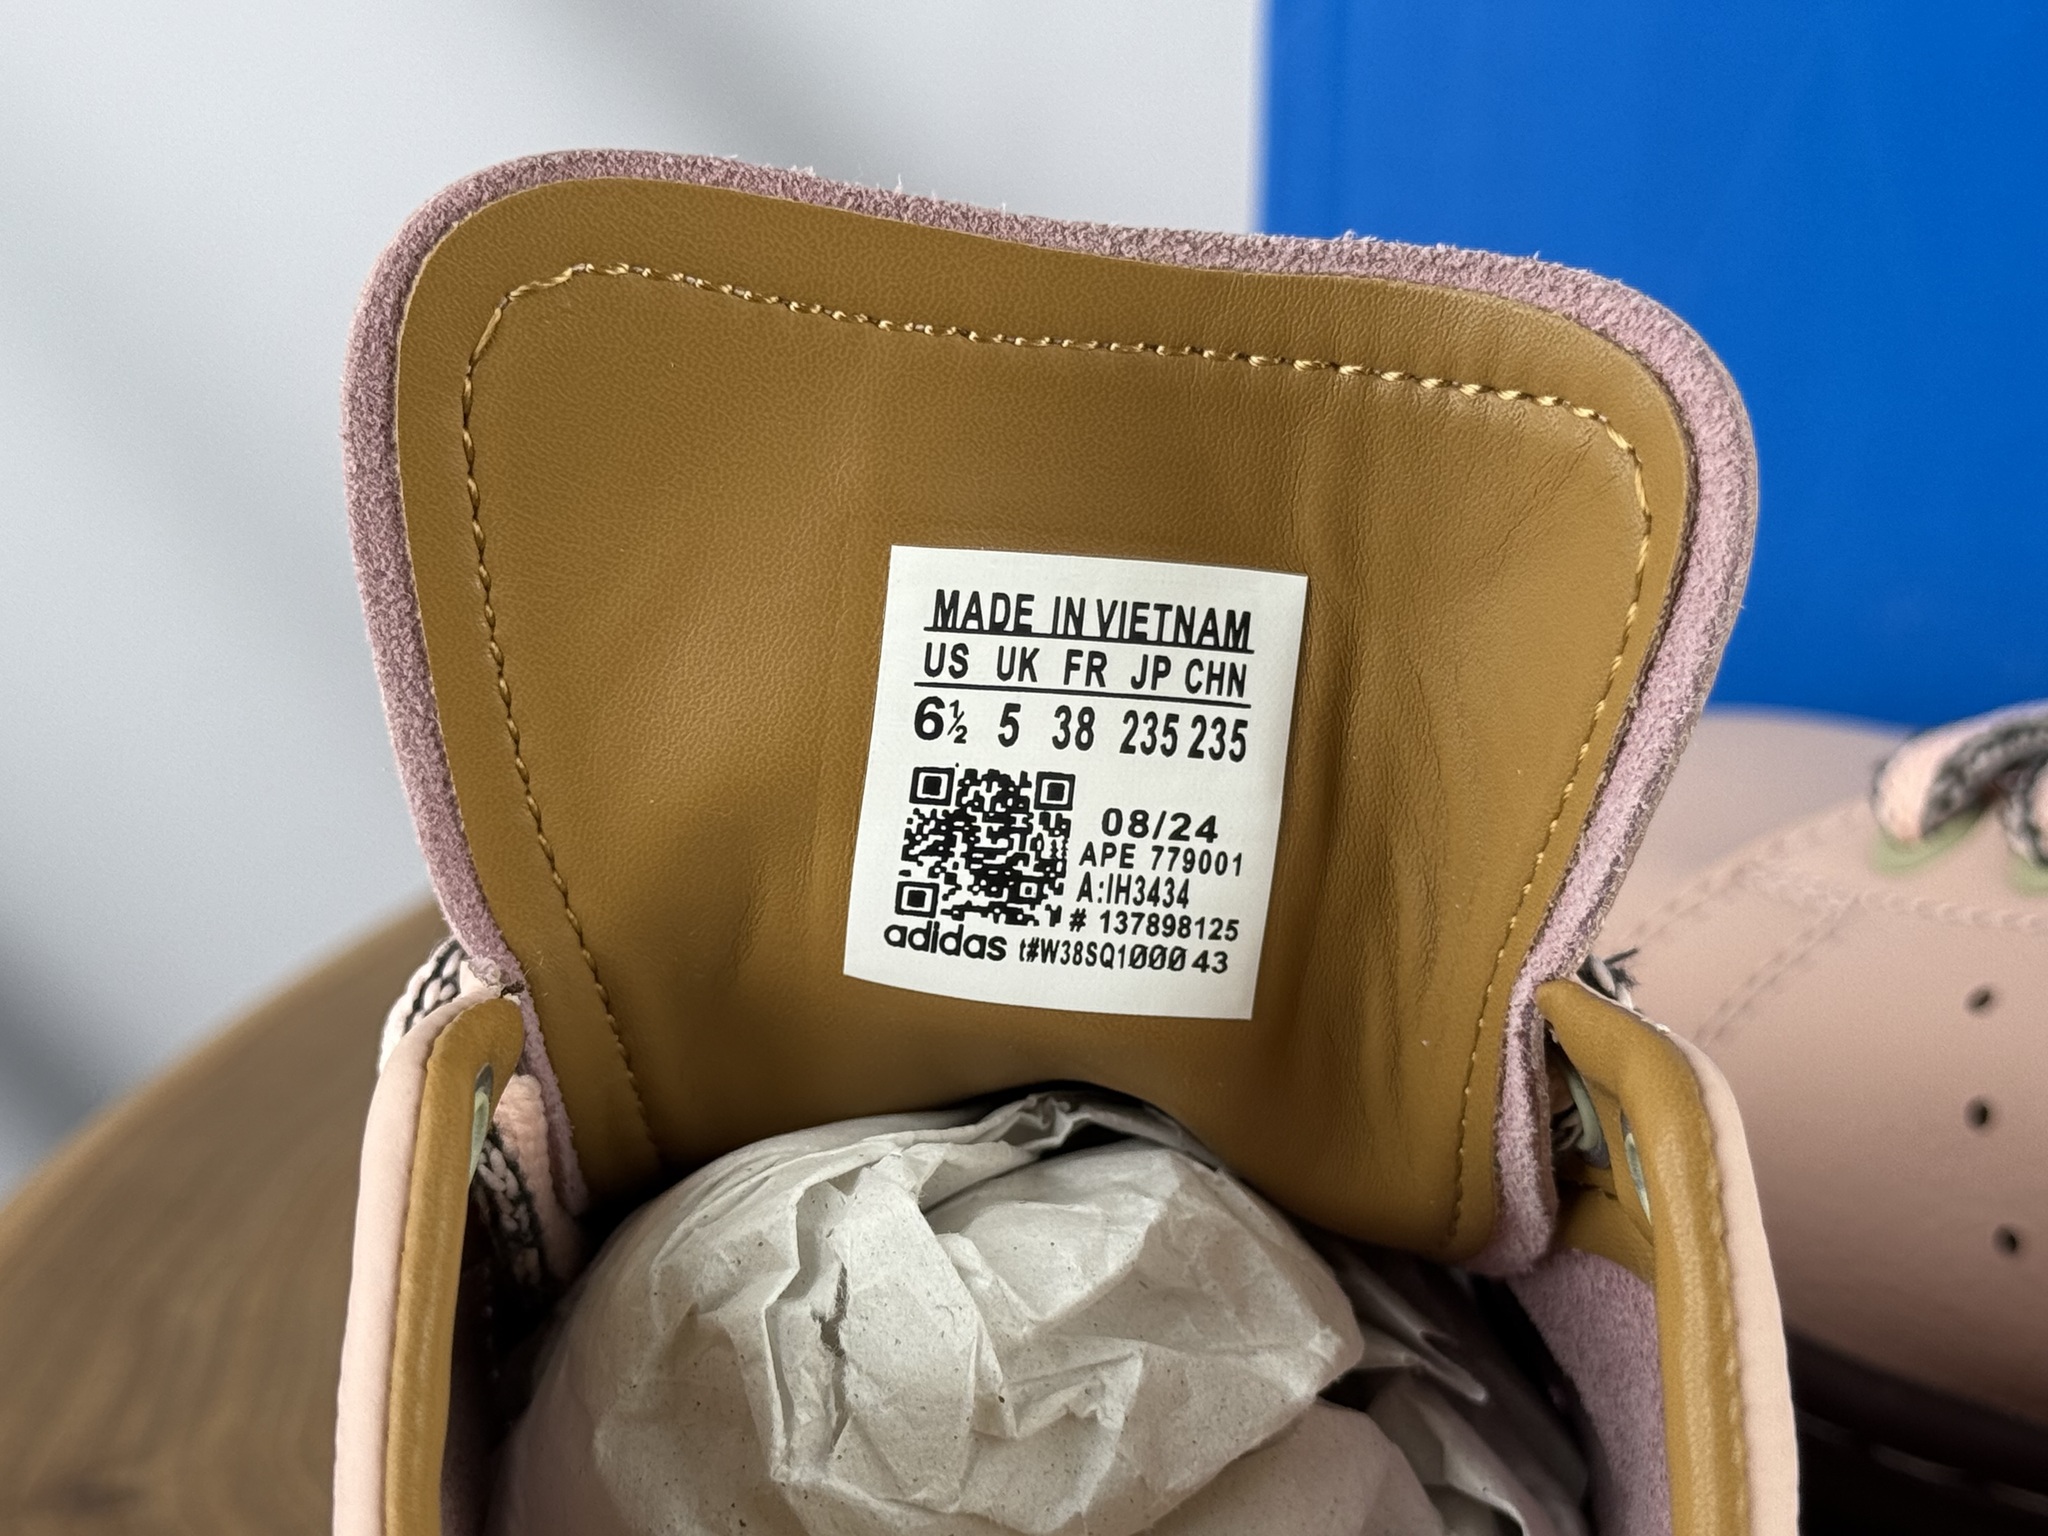 MADE IN VIETNAM
US UK FR JP CHN
6½ 5 38 235 235
08/24
APE 779001
A:IH3434
# 137898125
adidas t#W38SQ1000 43